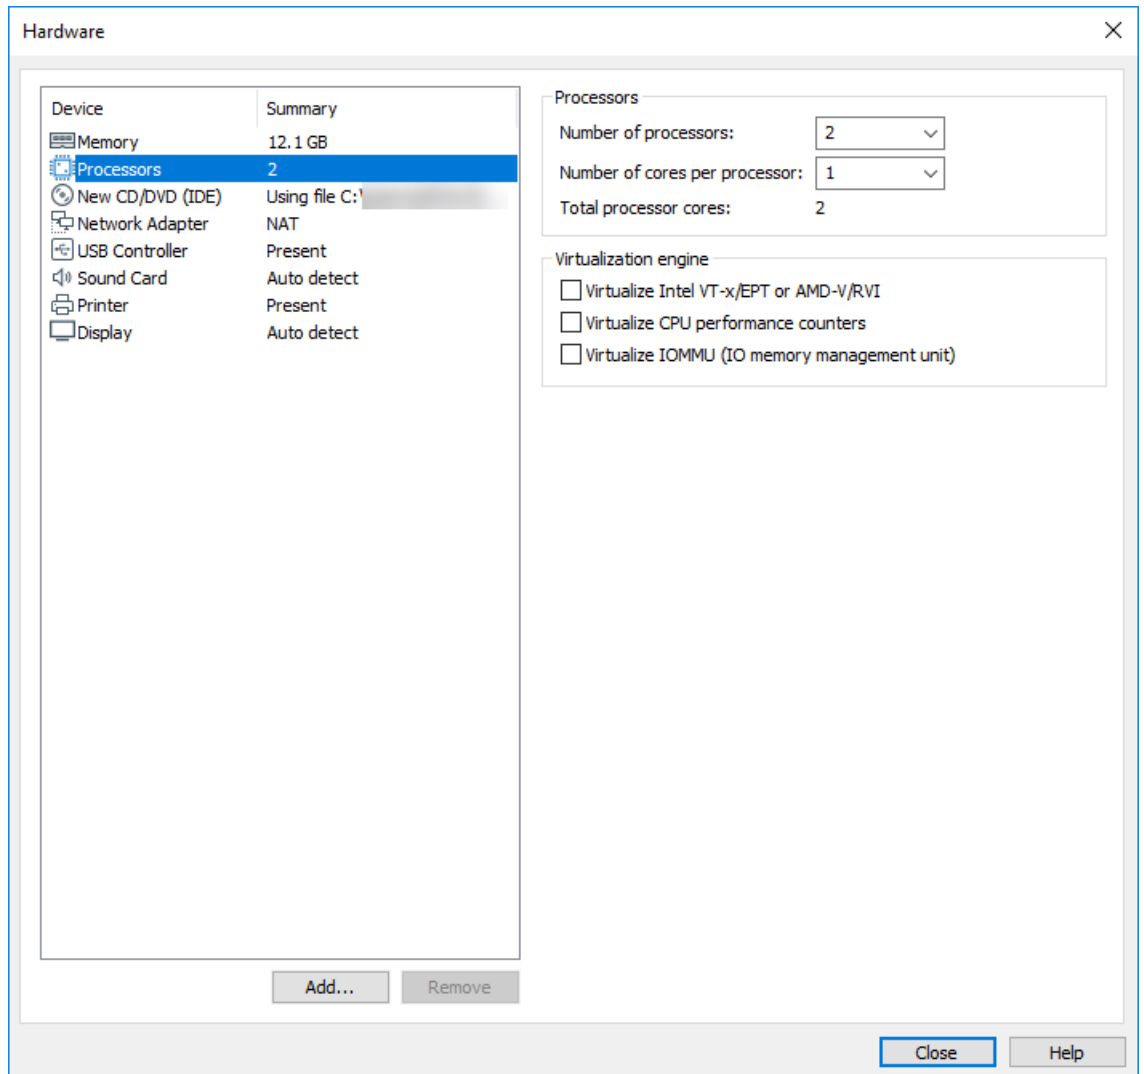 Hardware
Device Summary
Memory 12.1 GB
Processors 2
New CD/DVD (IDE) Using file C:\
Network Adapter NAT
USB Controller Present
Sound Card Auto detect
Printer Present
Display Auto detect
Add... Remove
Processors
Number of processors: 2
Number of cores per processor: 1
Total processor cores: 2
Virtualization engine
Virtualize Intel VT-x/EPT or AMD-V/RVI
Virtualize CPU performance counters
Virtualize IOMMU (IO memory management unit)
Close Help